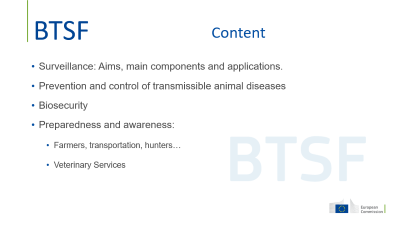 BTSF
Content
• Surveillance: Aims, main components and applications.
• Prevention and control of transmissible animal diseases
• Biosecurity
• Preparedness and awareness:
• Farmers, transportation, hunters…
• Veterinary Services
BTSF
European
Commission